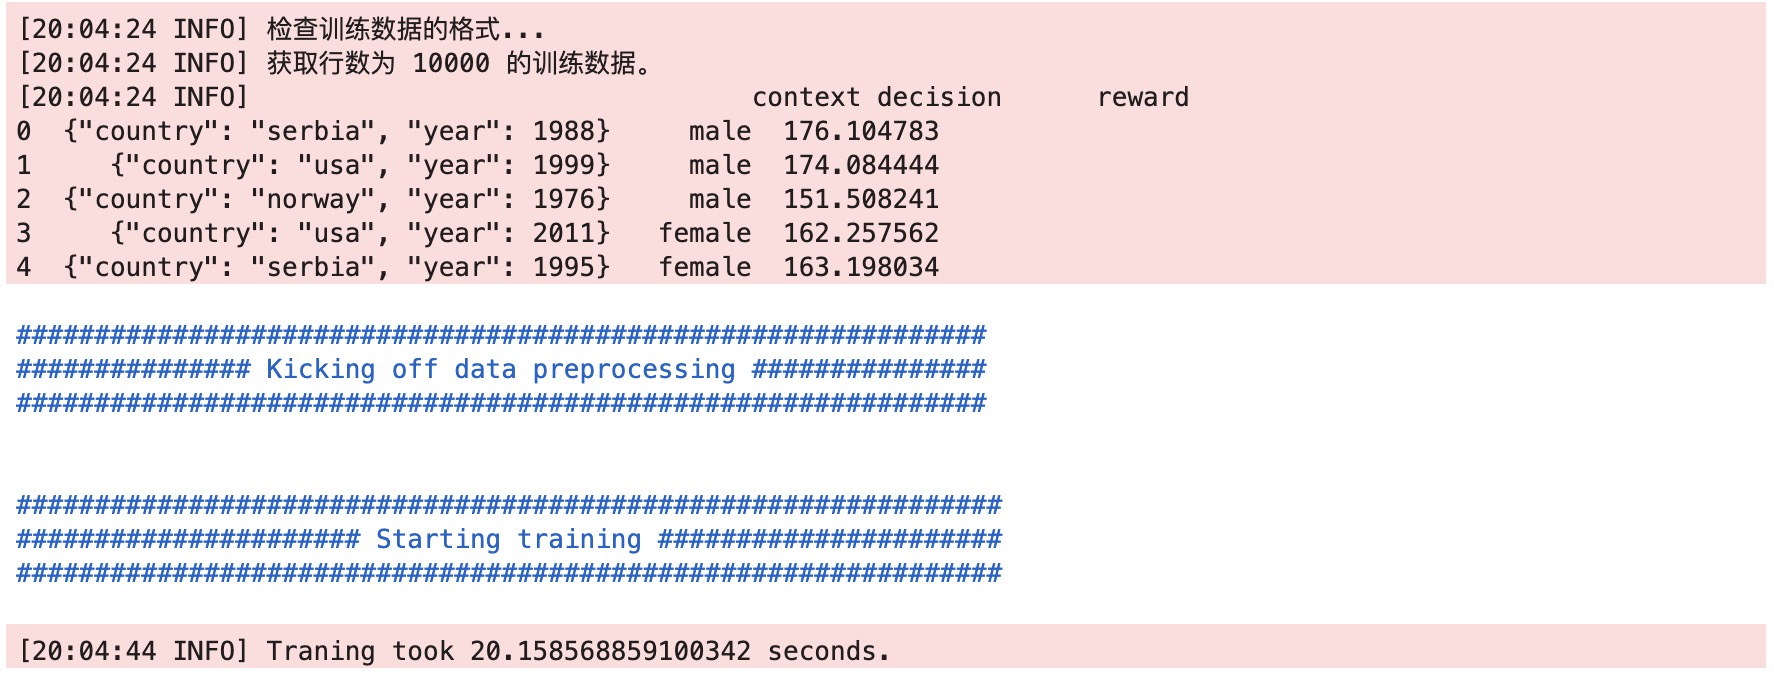 [20:04:24 INFO] 检查训练数据的格式...
[20:04:24 INFO] 获取行数为 10000 的训练数据。
[20:04:24 INFO]                                 context decision      reward
0  {"country": "serbia", "year": 1988}     male  176.104783
1     {"country": "usa", "year": 1999}     male  174.084444
2  {"country": "norway", "year": 1976}     male  151.508241
3     {"country": "usa", "year": 2011}   female  162.257562
4  {"country": "serbia", "year": 1995}   female  163.198034
##############################################################
############### Kicking off data preprocessing ###############
##############################################################
###############################################################
###################### Starting training ######################
###############################################################
[20:04:44 INFO] Traning took 20.158568859100342 seconds.